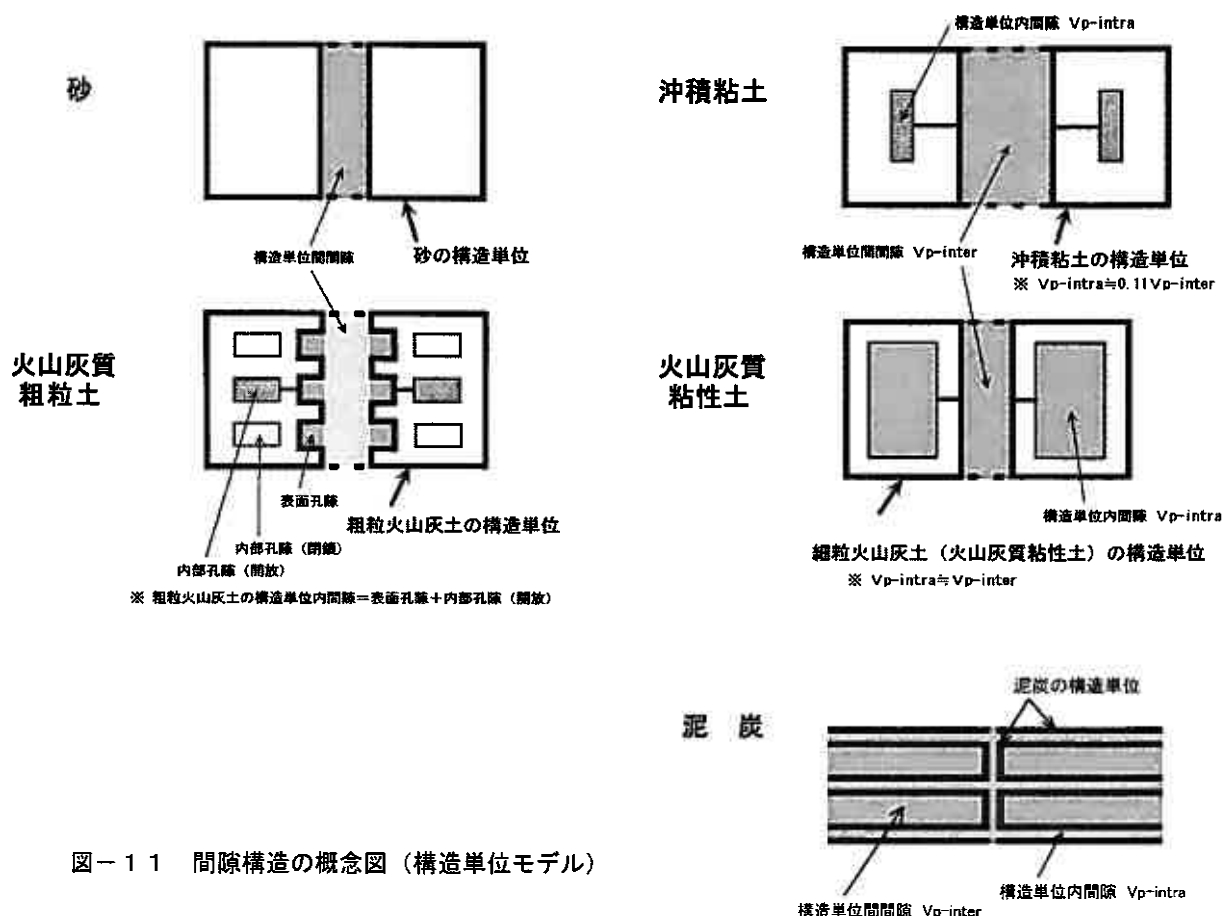 砂
構造単位間間隙
砂の構造単位
火山灰質
粗粒土
表面孔隙
粗粒火山灰土の構造単位
内部孔隙（閉鎖）
内部孔隙（開放）
※ 粗粒火山灰土の構造単位内間隙＝表面孔隙＋内部孔隙（開放）
構造単位内間隙 Vp-intra
沖積粘土
構造単位間間隙 Vp-inter
沖積粘土の構造単位
※ Vp-intra≒0.11Vp-inter
火山灰質
粘性土
構造単位内間隙 Vp-intra
細粒火山灰土（火山灰質粘性土）の構造単位
※ Vp-intra≒Vp-inter
泥炭の構造単位
泥 炭
構造単位内間隙 Vp-intra
構造単位間間隙 Vp-inter
図－１１ 間隙構造の概念図（構造単位モデル）